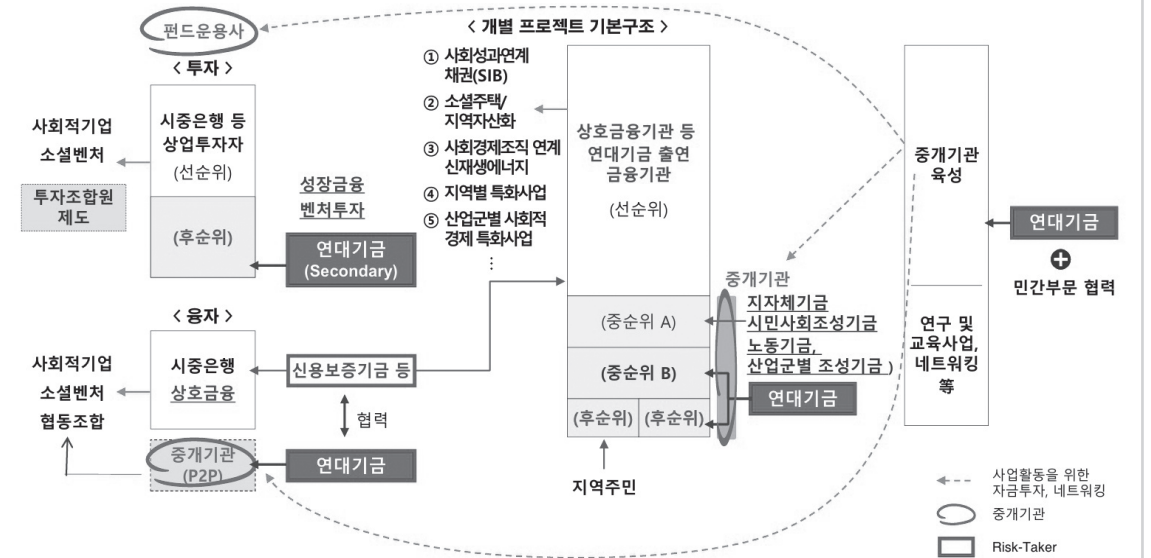 펀드운용사
< 투자 >
사회적기업
소셜벤처
투자조합원
제도
시중은행 등
상업투자자
(선순위)
(후순위)
성장금융
벤처투자
연대기금
(Secondary)
< 융자 >
사회적기업
소셜벤처
협동조합
시중은행
상호금융
신용보증기금 등
협력
중개기관
(P2P)
연대기금
< 개별 프로젝트 기본구조 >
① 사회성과연계
채권(SIB)
② 소셜주택/
지역자산화
③ 사회경제조직 연계
신재생에너지
④ 지역별 특화사업
⑤ 산업군별 사회적
경제 특화사업
⋮
상호금융기관 등
연대기금 출연
금융기관
(선순위)
(중순위 A)
(중순위 B)
(후순위)
(후순위)
지역주민
중개기관
지자체기금
시민사회조성기금
노동기금,
산업군별 조성기금 )
연대기금
중개기관
육성
연구 및
교육사업,
네트워킹
等
연대기금
+
민간부문 협력
사업활동을 위한
자금투자, 네트워킹
중개기관
Risk-Taker